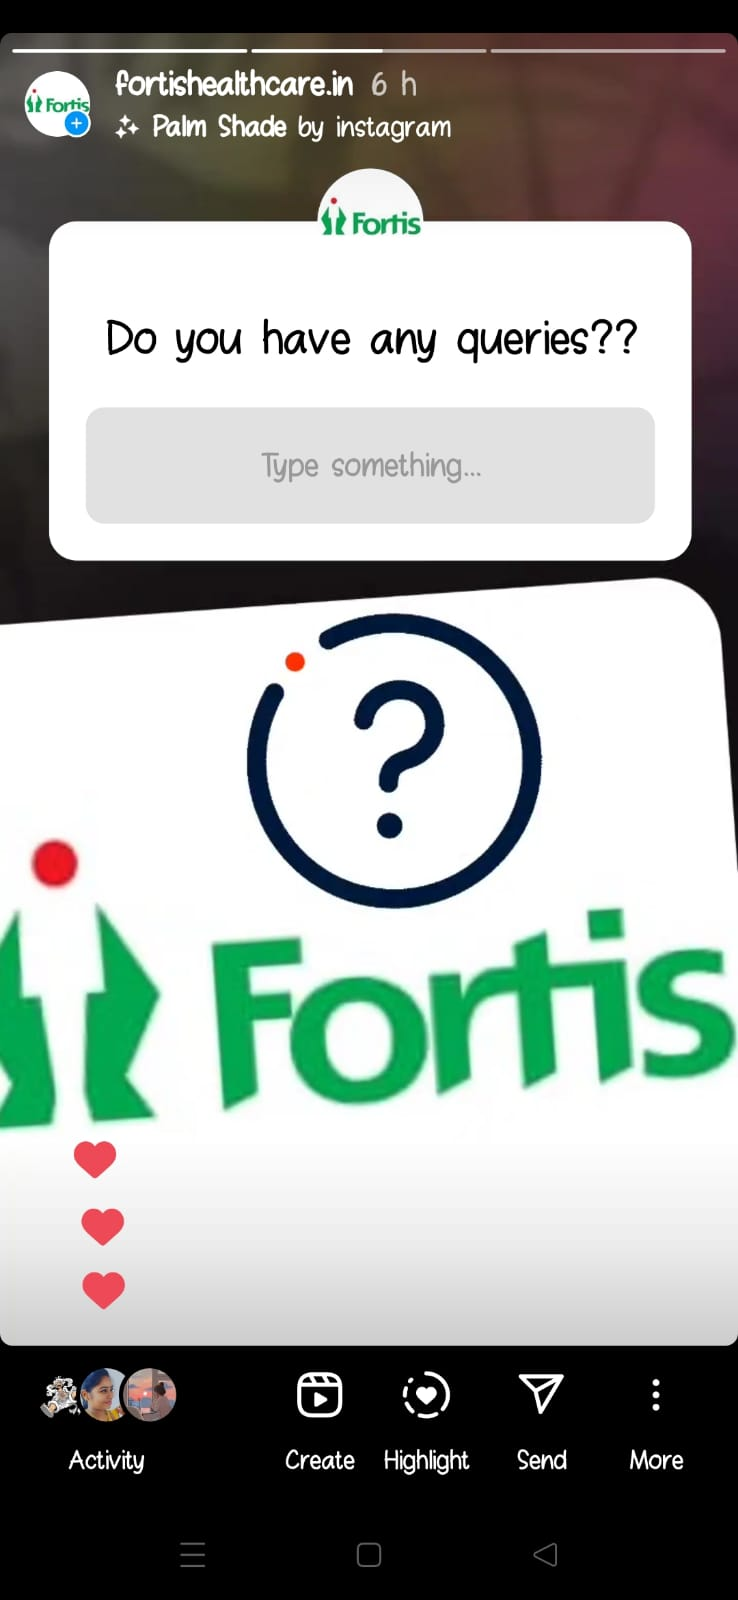 fortishealthcare.in 6 h
Palm Shade by instagram
Fortis
Fortis
Do you have any queries??
Type something...
?
Fortis
Activity
Create
Highlight
Send
More